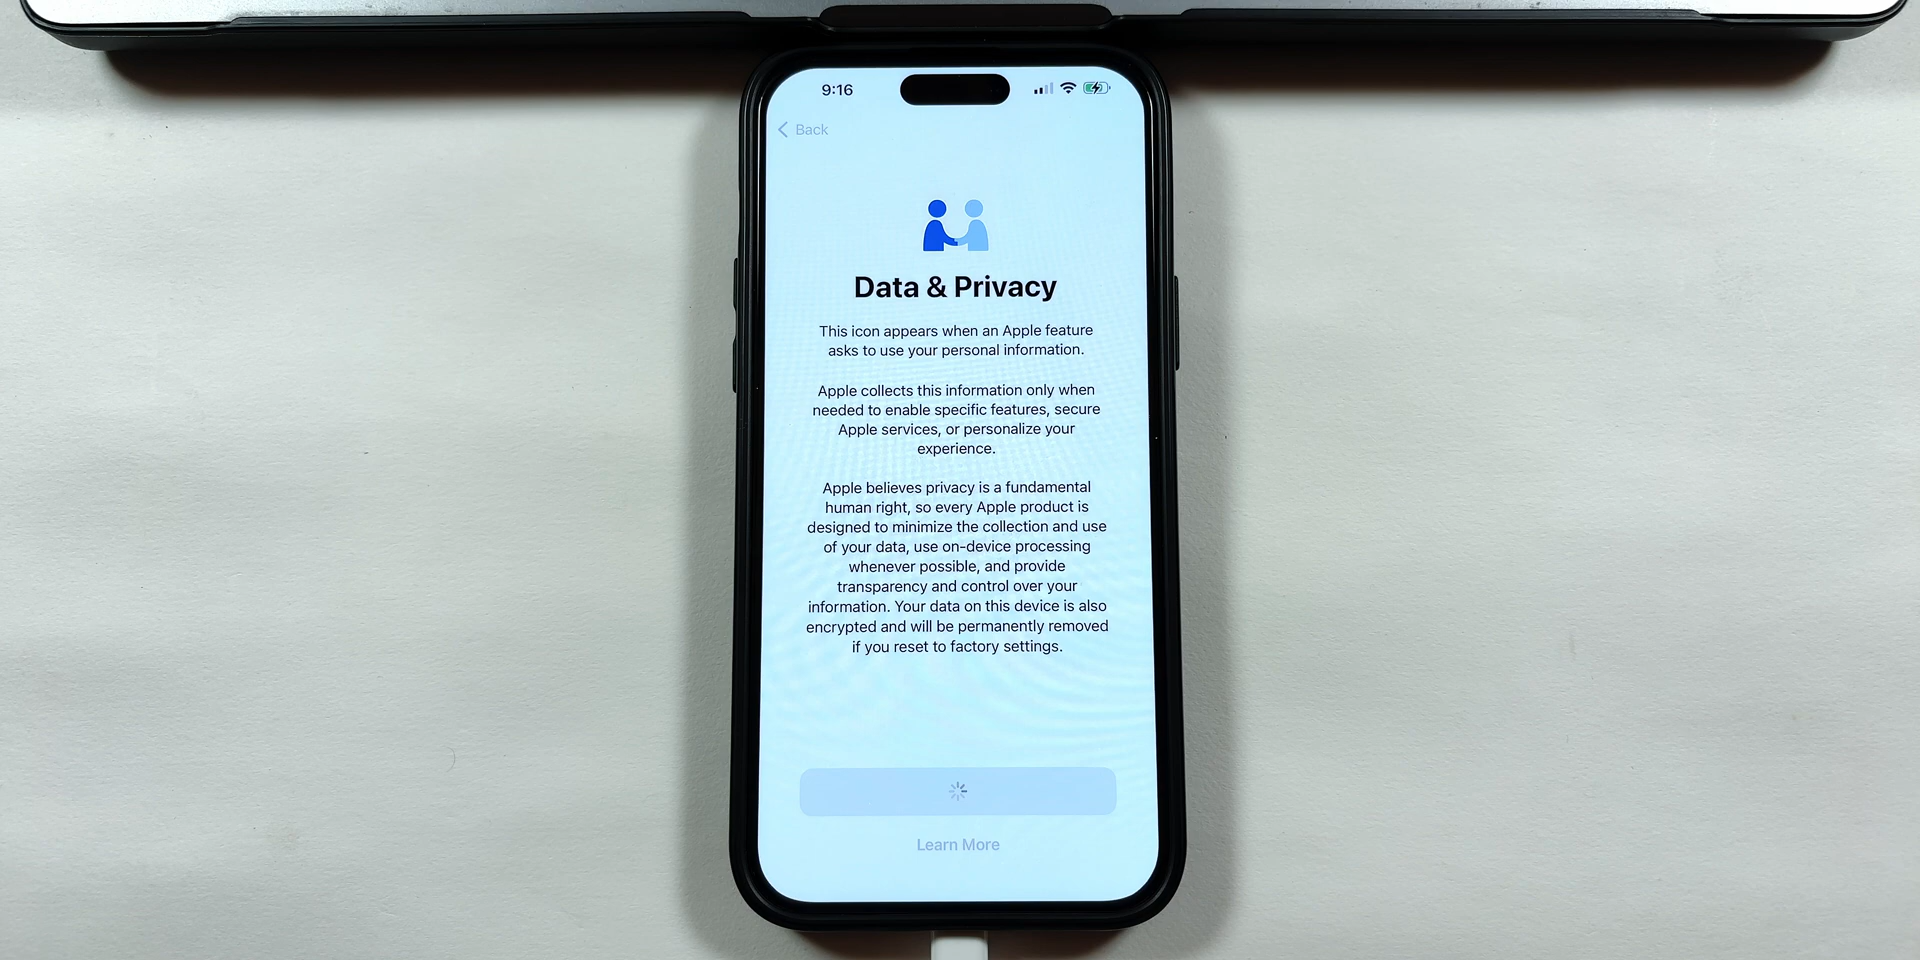 9:16
Back
Data & Privacy
This icon appears when an Apple feature
asks to use your personal information.
Apple collects this information only when
needed to enable specific features, secure
Apple services, or personalize your
experience.
Apple believes privacy is a fundamental
human right, so every Apple product is
designed to minimize the collection and use
of your data, use on-device processing
whenever possible, and provide
transparency and control over your
information. Your data on this device is also
encrypted and will be permanently removed
if you reset to factory settings.
Learn More